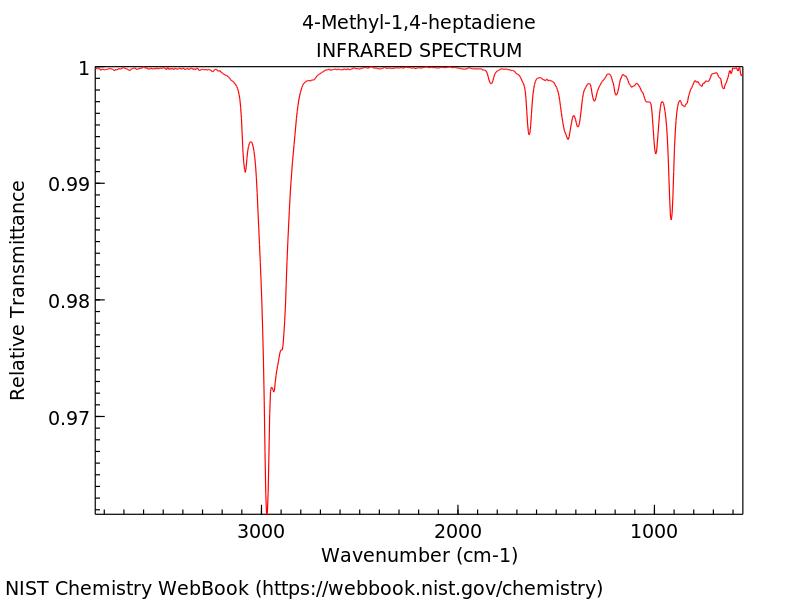 4-Methyl-1,4-heptadiene
INFRARED SPECTRUM
1
0.99
0.98
0.97
Relative Transmittance
3000 2000 1000
Wavenumber (cm-1)
NIST Chemistry WebBook (https://webbook.nist.gov/chemistry)